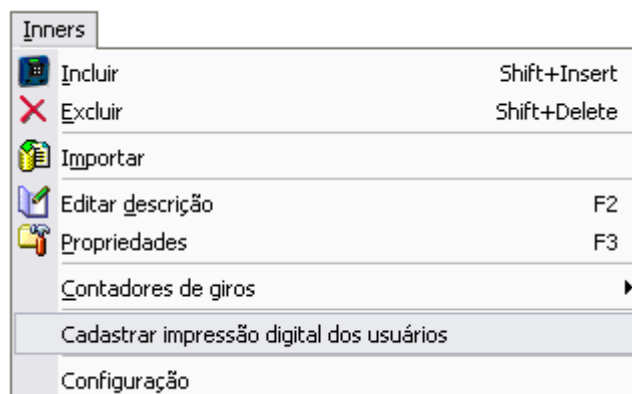 Inners
Incluir Shift+Insert
Excluir Shift+Delete
Importar
Editar descrição F2
Propriedades F3
Contadores de giros
Cadastrar impressão digital dos usuários
Configuração